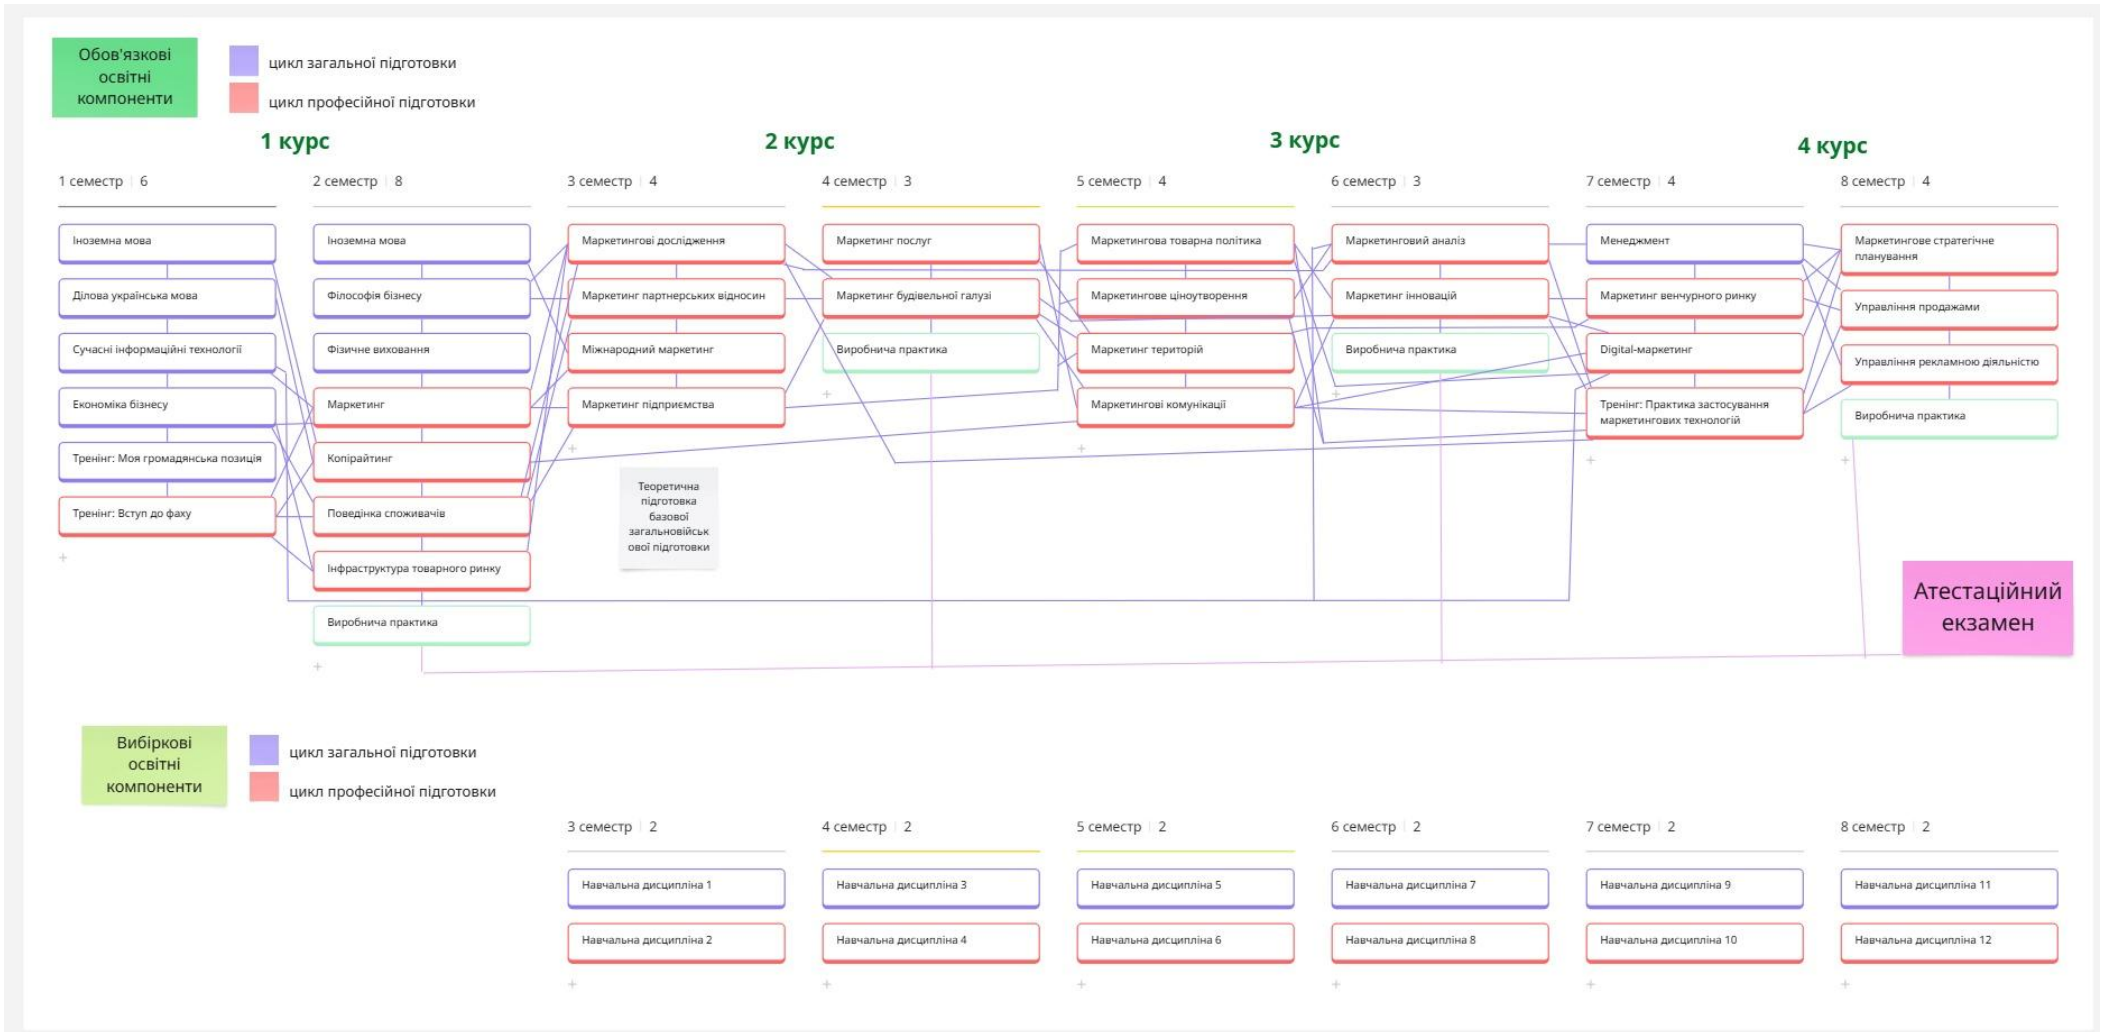 Обов'язкові
освітні
компоненти
цикл загальної підготовки
цикл професійної підготовки
1 курс
2 курс
3 курс
4 курс
1 семестр 6
2 семестр 8
3 семестр 4
4 семестр 3
5 семестр 4
6 семестр 3
7 семестр 4
8 семестр 4
Іноземна мова
Ділова українська мова
Сучасні інформаційні технології
Економіка бізнесу
Тренінг: Моя громадянська позиція
Тренінг: Вступ до фаху
+
Іноземна мова
Філософія бізнесу
Фізичне виховання
Маркетинг
Копірайтинг
Поведінка споживачів
Інфраструктура товарного ринку
Виробнича практика
+
Маркетингові дослідження
Маркетинг партнерських відносин
Міжнародний маркетинг
Маркетинг підприємства
+
Теоретична
підготовка
базової
загальновійськ
ової підготовки
Маркетинг послуг
Маркетинг будівельної галузі
Виробнича практика
+
Маркетингова товарна політика
Маркетингове ціноутворення
Маркетинг територій
Маркетингові комунікації
+
Маркетинговий аналіз
Маркетинг інновацій
Виробнича практика
+
Менеджмент
Маркетинг венчурного ринку
Digital-маркетинг
Тренінг: Практика застосування
маркетингових технологій
+
Маркетингове стратегічне
планування
Управління продажами
Управління рекламною діяльністю
Виробнича практика
+
Атестаційний
екзамен
Вибіркові
освітні
компоненти
цикл загальної підготовки
цикл професійної підготовки
3 семестр 2
4 семестр 2
5 семестр 2
6 семестр 2
7 семестр 2
8 семестр 2
Навчальна дисципліна 1
Навчальна дисципліна 3
Навчальна дисципліна 5
Навчальна дисципліна 7
Навчальна дисципліна 9
Навчальна дисципліна 11
Навчальна дисципліна 2
Навчальна дисципліна 4
Навчальна дисципліна 6
Навчальна дисципліна 8
Навчальна дисципліна 10
Навчальна дисципліна 12
+
+
+
+
+
+